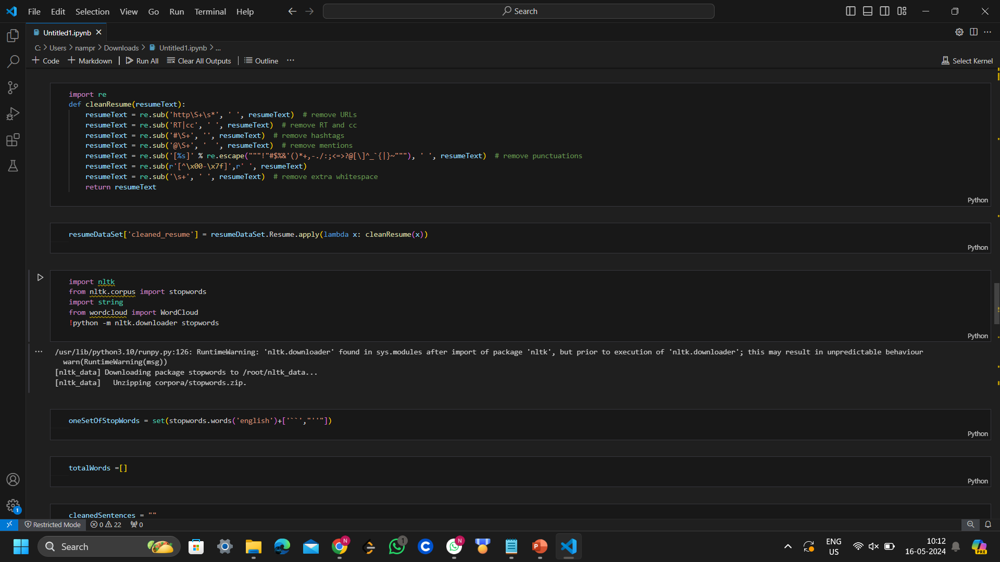 File Edit Selection View Go Run Terminal Help
Search
Untitled1.ipynb
C: > Users > nampr > Downloads > Untitled1.ipynb > ...
+ Code + Markdown | Run All Clear All Outputs | Outline ...
Select Kernel
import re
def cleanResume(resumeText):
    resumeText = re.sub('http\S+\s*', ' ', resumeText)  # remove URLs
    resumeText = re.sub('RT|cc', ' ', resumeText)  # remove RT and cc
    resumeText = re.sub('#\S+', '', resumeText)  # remove hashtags
    resumeText = re.sub('@\S+', '  ', resumeText)  # remove mentions
    resumeText = re.sub('[%s]' % re.escape("""!"#$%&'()*+,-./:;<=>?@[\]^_`{|}~"""), ' ', resumeText)  # remove punctuations
    resumeText = re.sub(r'[^\x00-\x7f]',r' ', resumeText)
    resumeText = re.sub('\s+', ' ', resumeText)  # remove extra whitespace
    return resumeText
Python
resumeDataSet['cleaned_resume'] = resumeDataSet.Resume.apply(lambda x: cleanResume(x))
Python
import nltk
from nltk.corpus import stopwords
import string
from wordcloud import WordCloud
!python -m nltk.downloader stopwords
Python
... /usr/lib/python3.10/runpy.py:126: RuntimeWarning: 'nltk.downloader' found in sys.modules after import of package 'nltk', but prior to execution of 'nltk.downloader'; this may result in unpredictable behaviour
  warn(RuntimeWarning(msg))
[nltk_data] Downloading package stopwords to /root/nltk_data...
[nltk_data]   Unzipping corpora/stopwords.zip.
oneSetOfStopWords = set(stopwords.words('english')+['``',"''"])
Python
totalWords =[]
Python
cleanedSentences = ""
1
Restricted Mode 0 22 0
Search
N
1
N
ENG
US
10:12
16-05-2024
PRE